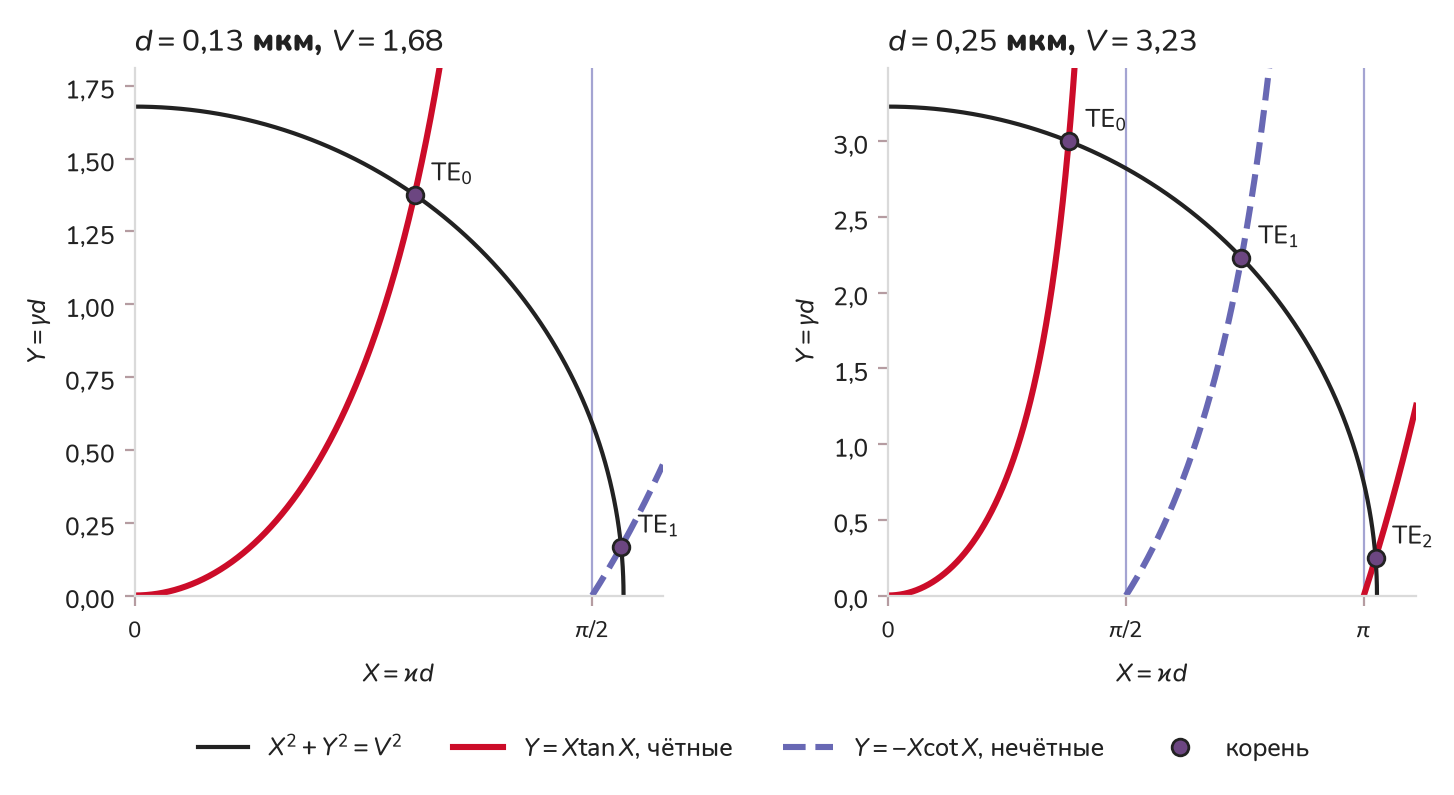 d = 0,13 мкм, V = 1,68
1,75
1,50
1,25
1,00
0,75
0,50
0,25
0,00
Y = γd
TE₀
TE₁
0
π/2
X = ϰd
d = 0,25 мкм, V = 3,23
3,0
2,5
2,0
1,5
1,0
0,5
0,0
Y = γd
TE₀
TE₁
TE₂
0
π/2
π
X = ϰd
X² + Y² = V²
Y = X tan X, чётные
Y = −X cot X, нечётные
корень